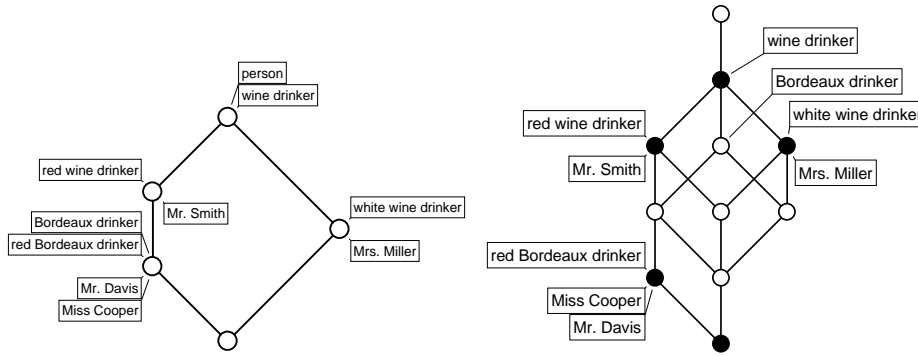 person
wine drinker
red wine drinker
Mr. Smith
Bordeaux drinker
red Bordeaux drinker
Mr. Davis
Miss Cooper
white wine drinker
Mrs. Miller
wine drinker
Bordeaux drinker
red wine drinker
white wine drinker
Mr. Smith
Mrs. Miller
red Bordeaux drinker
Miss Cooper
Mr. Davis